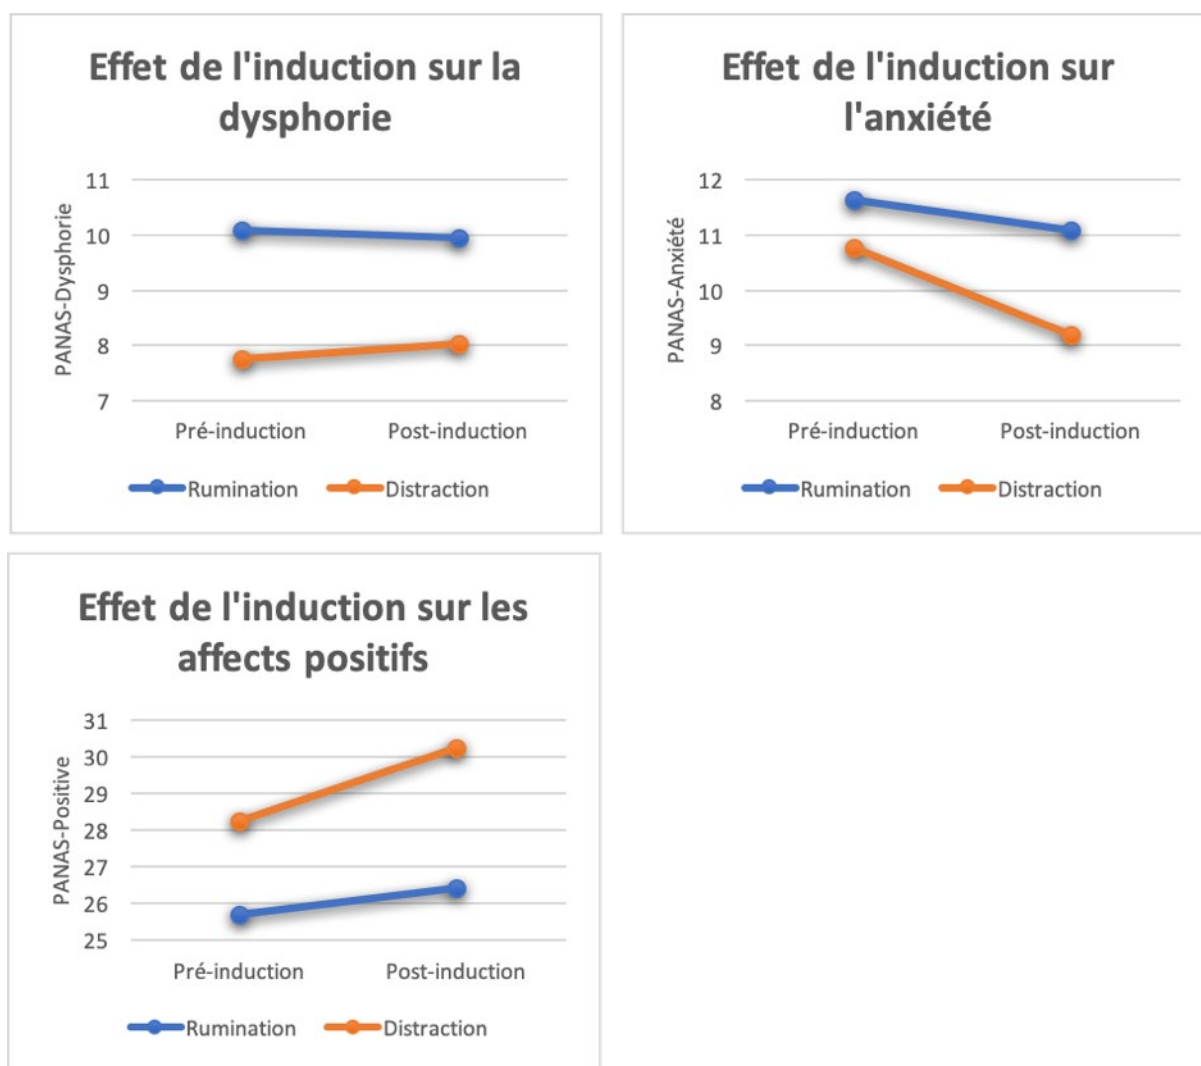 Effet de l'induction sur la
dysphorie
PANAS-Dysphorie
11
10
9
8
7
Pré-induction Post-induction
Rumination Distraction
Effet de l'induction sur
l'anxiété
PANAS-Anxiété
12
11
10
9
8
Pré-induction Post-induction
Rumination Distraction
Effet de l'induction sur les
affects positifs
PANAS-Positive
31
30
29
28
27
26
25
Pré-induction Post-induction
Rumination Distraction